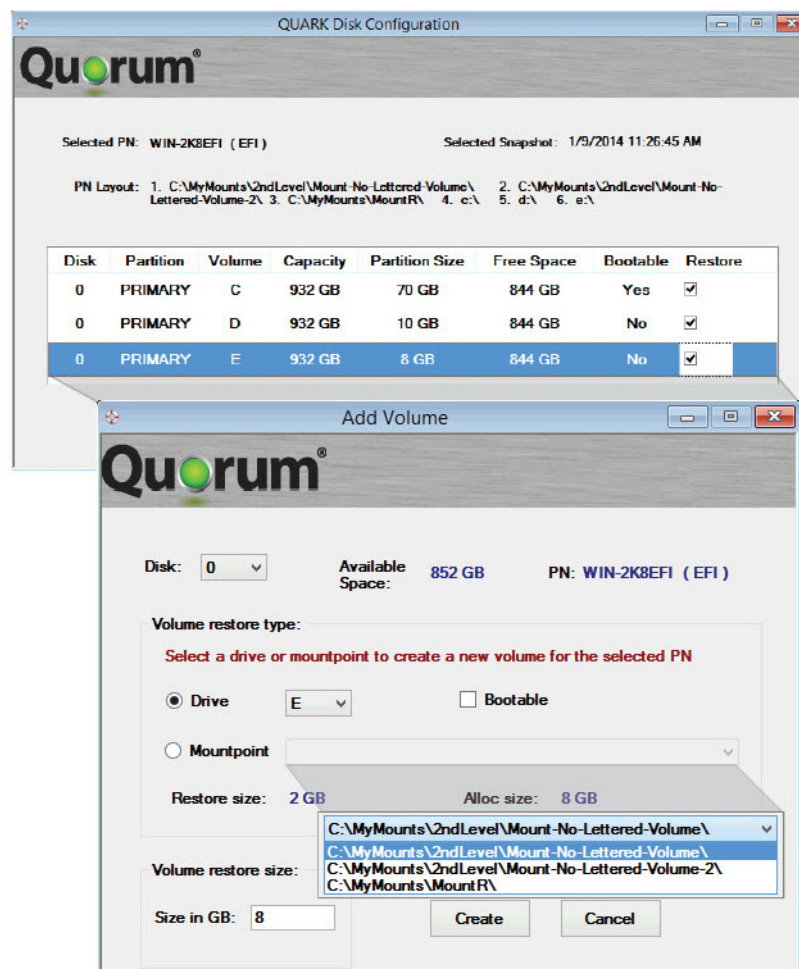 QUARK Disk Configuration
Quorum®
Selected PN: WIN-2K8EFI ( EFI ) Selected Snapshot: 1/9/2014 11:26:45 AM
PN Layout: 1. C:\MyMounts\2ndLevel\Mount-No-Lettered-Volume\ 2. C:\MyMounts\2ndLevel\Mount-No-
Lettered-Volume-2\ 3. C:\MyMounts\MountR\ 4. c:\ 5. d:\ 6. e:\
Disk Partition Volume Capacity Partition Size Free Space Bootable Restore
0 PRIMARY C 932 GB 70 GB 844 GB Yes
0 PRIMARY D 932 GB 10 GB 844 GB No
0 PRIMARY E 932 GB 8 GB 844 GB No
Add Volume
Quorum®
Disk: 0 Available Space: 852 GB PN: WIN-2K8EFI ( EFI )
Volume restore type:
Select a drive or mountpoint to create a new volume for the selected PN
Drive E Bootable
Mountpoint
Restore size: 2 GB Alloc size: 8 GB
C:\MyMounts\2ndLevel\Mount-No-Lettered-Volume\
C:\MyMounts\2ndLevel\Mount-No-Lettered-Volume\
C:\MyMounts\2ndLevel\Mount-No-Lettered-Volume-2\
C:\MyMounts\MountR\
Volume restore size:
Size in GB: 8 Create Cancel